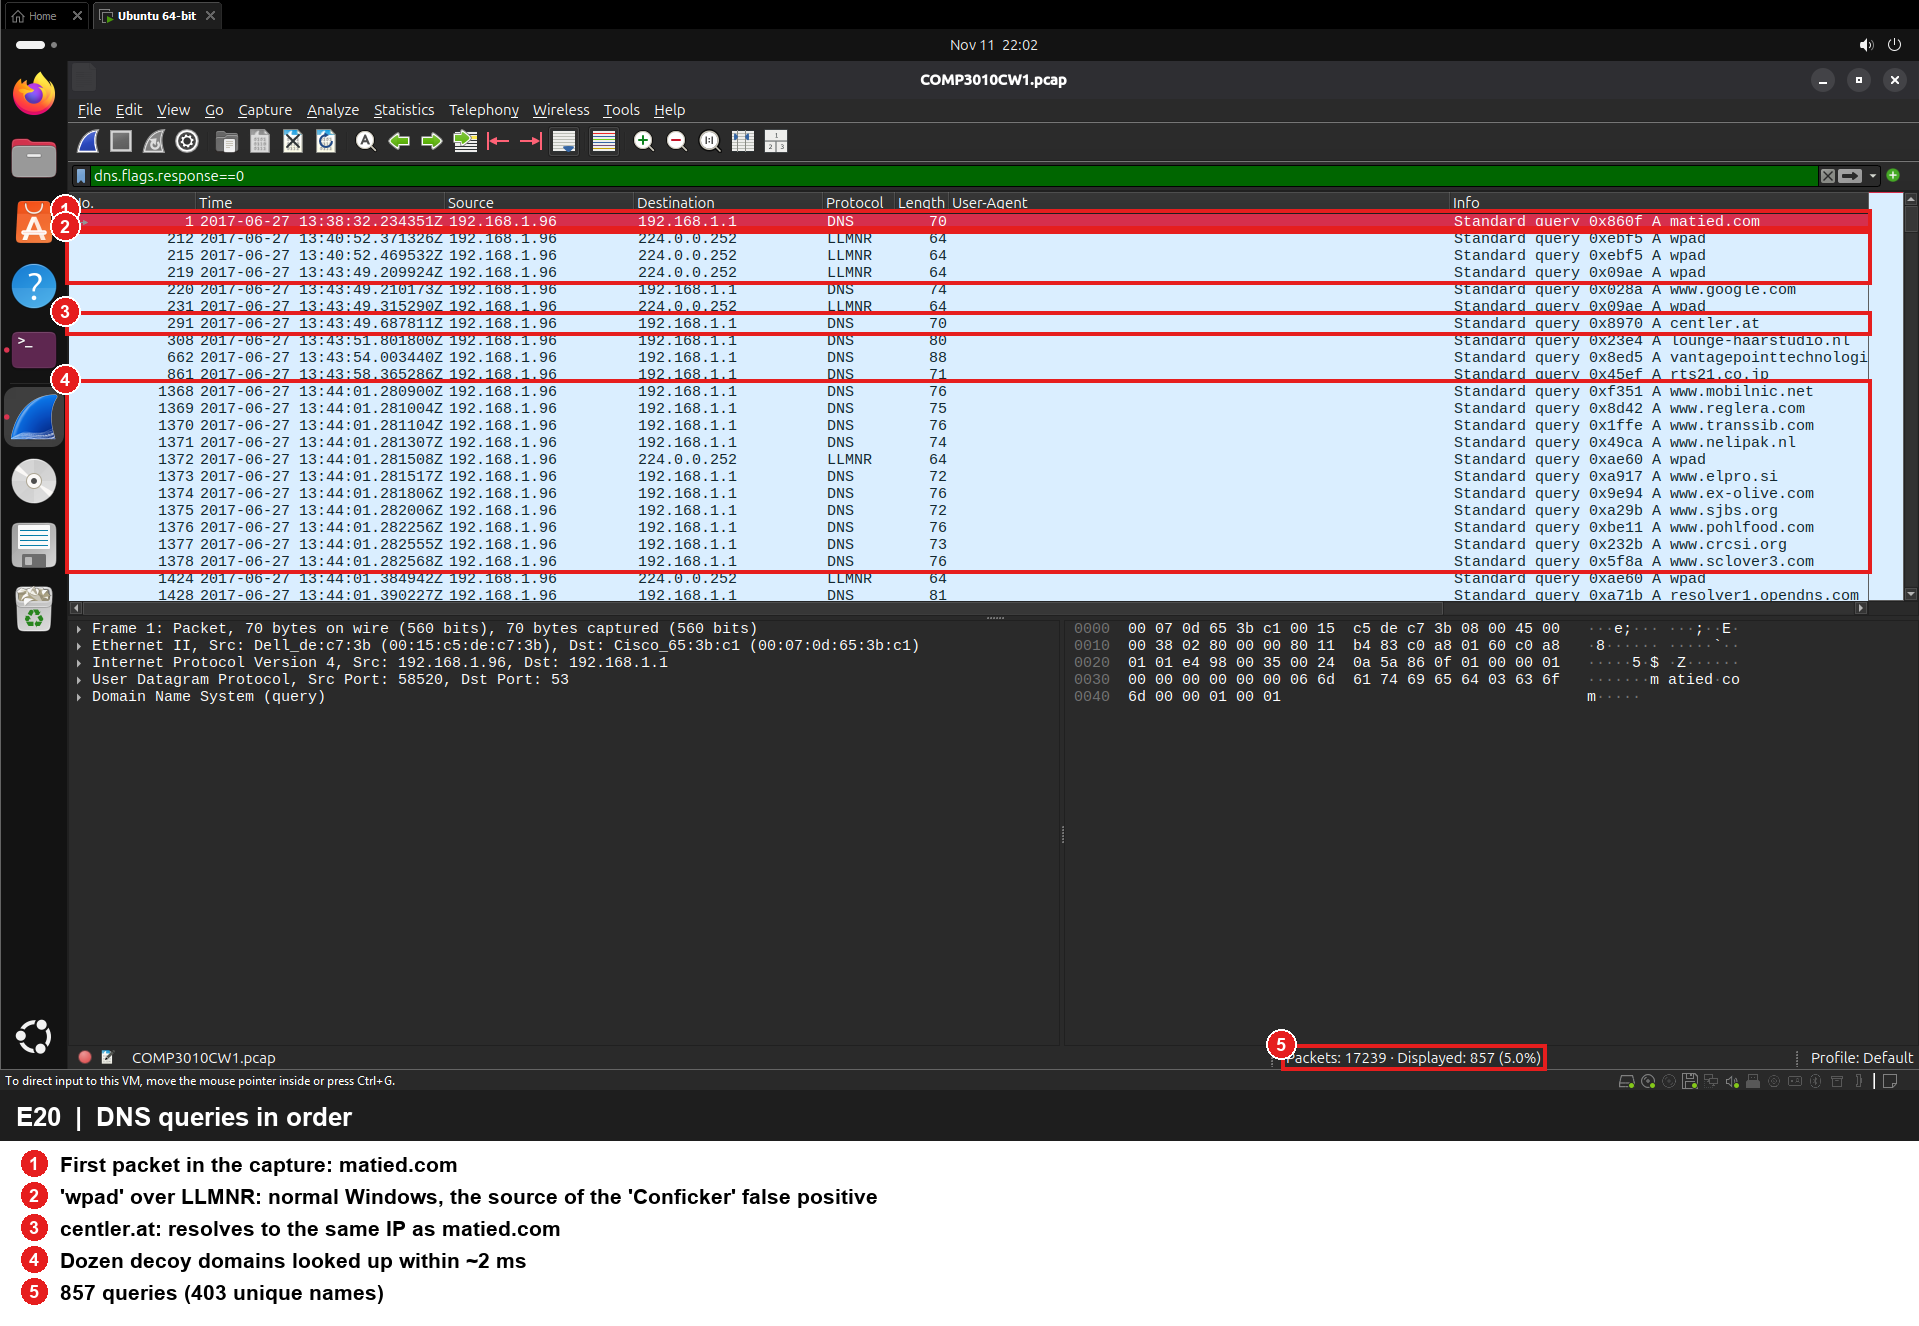 Home
Ubuntu 64-bit
Nov 11 22:02
COMP3010CW1.pcap
File Edit View Go Capture Analyze Statistics Telephony Wireless Tools Help
dns.flags.response==0
o. Time Source Destination Protocol Length User-Agent Info
1 2017-06-27 13:38:32.234351Z 192.168.1.96 192.168.1.1 DNS 70 Standard query 0x860f A matied.com
212 2017-06-27 13:40:52.371326Z 192.168.1.96 224.0.0.252 LLMNR 64 Standard query 0xebf5 A wpad
215 2017-06-27 13:40:52.469532Z 192.168.1.96 224.0.0.252 LLMNR 64 Standard query 0xebf5 A wpad
219 2017-06-27 13:43:49.209924Z 192.168.1.96 224.0.0.252 LLMNR 64 Standard query 0x09ae A wpad
220 2017-06-27 13:43:49.210173Z 192.168.1.96 192.168.1.1 DNS 74 Standard query 0x028a A www.google.com
231 2017-06-27 13:43:49.315290Z 192.168.1.96 224.0.0.252 LLMNR 64 Standard query 0x09ae A wpad
291 2017-06-27 13:43:49.687811Z 192.168.1.96 192.168.1.1 DNS 70 Standard query 0x8970 A centler.at
308 2017-06-27 13:43:51.801800Z 192.168.1.96 192.168.1.1 DNS 80 Standard query 0x23e4 A lounge-haarstudio.nl
662 2017-06-27 13:43:54.003440Z 192.168.1.96 192.168.1.1 DNS 88 Standard query 0x8ed5 A vantagepointtechnologi
861 2017-06-27 13:43:58.365286Z 192.168.1.96 192.168.1.1 DNS 71 Standard query 0x45ef A rts21.co.jp
1368 2017-06-27 13:44:01.280900Z 192.168.1.96 192.168.1.1 DNS 76 Standard query 0xf351 A www.mobilnic.net
1369 2017-06-27 13:44:01.281004Z 192.168.1.96 192.168.1.1 DNS 75 Standard query 0x8d42 A www.reglera.com
1370 2017-06-27 13:44:01.281104Z 192.168.1.96 192.168.1.1 DNS 76 Standard query 0x1ffe A www.transsib.com
1371 2017-06-27 13:44:01.281307Z 192.168.1.96 192.168.1.1 DNS 74 Standard query 0x49ca A www.nelipak.nl
1372 2017-06-27 13:44:01.281508Z 192.168.1.96 224.0.0.252 LLMNR 64 Standard query 0xae60 A wpad
1373 2017-06-27 13:44:01.281517Z 192.168.1.96 192.168.1.1 DNS 72 Standard query 0xa917 A www.elpro.si
1374 2017-06-27 13:44:01.281806Z 192.168.1.96 192.168.1.1 DNS 76 Standard query 0x9e94 A www.ex-olive.com
1375 2017-06-27 13:44:01.282006Z 192.168.1.96 192.168.1.1 DNS 72 Standard query 0xa29b A www.sjbs.org
1376 2017-06-27 13:44:01.282256Z 192.168.1.96 192.168.1.1 DNS 76 Standard query 0xbe11 A www.pohlfood.com
1377 2017-06-27 13:44:01.282555Z 192.168.1.96 192.168.1.1 DNS 73 Standard query 0x232b A www.crcsi.org
1378 2017-06-27 13:44:01.282568Z 192.168.1.96 192.168.1.1 DNS 76 Standard query 0x5f8a A www.sclover3.com
1424 2017-06-27 13:44:01.384942Z 192.168.1.96 224.0.0.252 LLMNR 64 Standard query 0xae60 A wpad
1428 2017-06-27 13:44:01.390227Z 192.168.1.96 192.168.1.1 DNS 81 Standard query 0xa71b A resolver1.opendns.com
1
2
3
4
Frame 1: Packet, 70 bytes on wire (560 bits), 70 bytes captured (560 bits)
Ethernet II, Src: Dell_de:c7:3b (00:15:c5:de:c7:3b), Dst: Cisco_65:3b:c1 (00:07:0d:65:3b:c1)
Internet Protocol Version 4, Src: 192.168.1.96, Dst: 192.168.1.1
User Datagram Protocol, Src Port: 58520, Dst Port: 53
Domain Name System (query)
0000 00 07 0d 65 3b c1 00 15 c5 de c7 3b 08 00 45 00 ···e;··· ···;··E·
0010 00 38 02 80 00 00 80 11 b4 83 c0 a8 01 60 c0 a8 ·8······ ·····`··
0020 01 01 e4 98 00 35 00 24 0a 5a 86 0f 01 00 00 01 ·····5·$ ·Z······
0030 00 00 00 00 00 00 06 6d 61 74 69 65 64 03 63 6f ·······m atied·co
0040 6d 00 00 01 00 01 m·····
5
COMP3010CW1.pcap
ackets: 17239 · Displayed: 857 (5.0%)
Profile: Default
To direct input to this VM, move the mouse pointer inside or press Ctrl+G.
E20 | DNS queries in order
1 First packet in the capture: matied.com
2 'wpad' over LLMNR: normal Windows, the source of the 'Conficker' false positive
3 centler.at: resolves to the same IP as matied.com
4 Dozen decoy domains looked up within ~2 ms
5 857 queries (403 unique names)